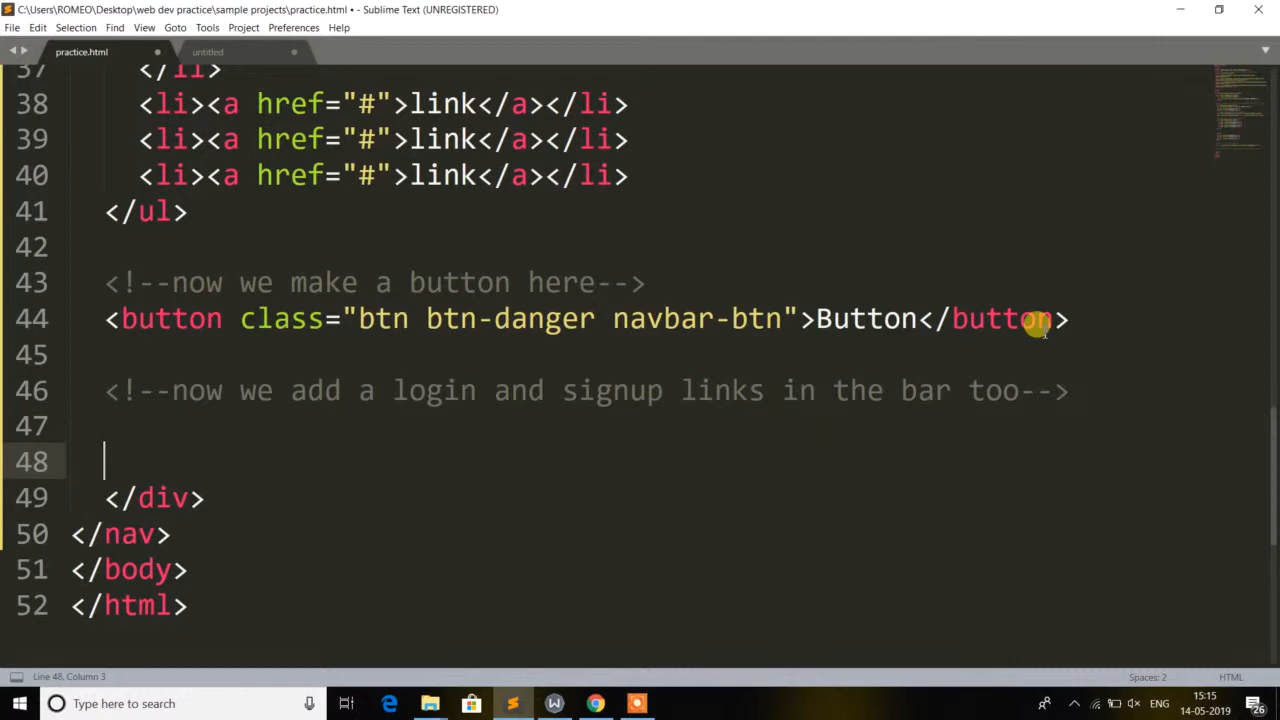 C:\Users\ROMEO\Desktop\web dev practice\sample projects\practice.html • - Sublime Text (UNREGISTERED)
File Edit Selection Find View Goto Tools Project Preferences Help
practice.html untitled
37 </li>
38 <li><a href="#">link</a></li>
39 <li><a href="#">link</a></li>
40 <li><a href="#">link</a></li>
41 </ul>
42
43 <!--now we make a button here-->
44 <button class="btn btn-danger navbar-btn">Button</button>
45
46 <!--now we add a login and signup links in the bar too-->
47
48
49 </div>
50 </nav>
51 </body>
52 </html>
Line 48, Column 3 Spaces: 2 HTML
Type here to search
ENG 15:15
14-05-2019 26